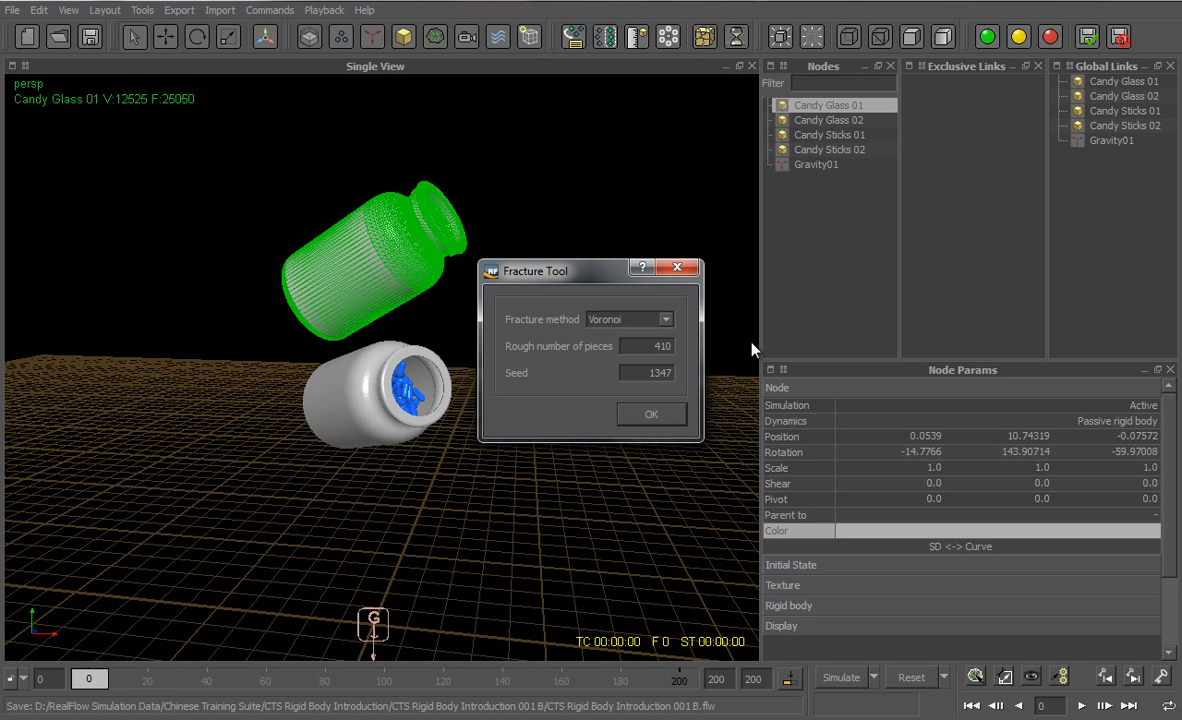 File Edit View Layout Tools Export Import Commands Playback Help
Single View
persp
Candy Glass 01 V:12525 F:25050
Nodes
Filter
Candy Glass 01
Candy Glass 02
Candy Sticks 01
Candy Sticks 02
Gravity01
Exclusive Links
Global Links
Candy Glass 01
Candy Glass 02
Candy Sticks 01
Candy Sticks 02
Gravity01
RF Fracture Tool ?
Fracture method Voronoi
Rough number of pieces 410
Seed 1347
OK
Node Params
Node
Simulation Active
Dynamics Passive rigid body
Position 0.0539 10.74319 -0.07572
Rotation -14.7766 143.90714 -59.97008
Scale 1.0 1.0 1.0
Shear 0.0 0.0 0.0
Pivot 0.0 0.0 0.0
Parent to -
Color
SD <-> Curve
Initial State
Texture
Rigid body
Display
G
TC 00:00:00 F 0 ST 00:00:00
0 0 20 40 60 80 100 120 140 160 180 200 200 200
Simulate Reset
Save: D:/RealFlow Simulation Data/Chinese Training Suite/CTS Rigid Body Introduction/CTS Rigid Body Introduction 001 B/CTS Rigid Body Introduction 001 B.flw
0